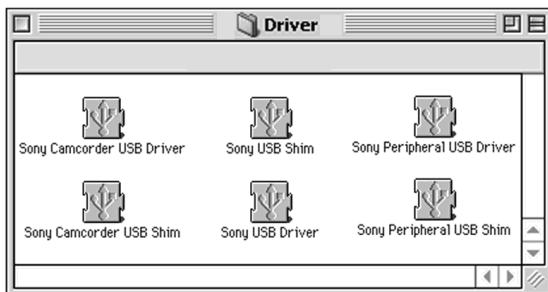 Driver
Sony Camcorder USB Driver Sony USB Shim Sony Peripheral USB Driver
Sony Camcorder USB Shim Sony USB Driver Sony Peripheral USB Shim